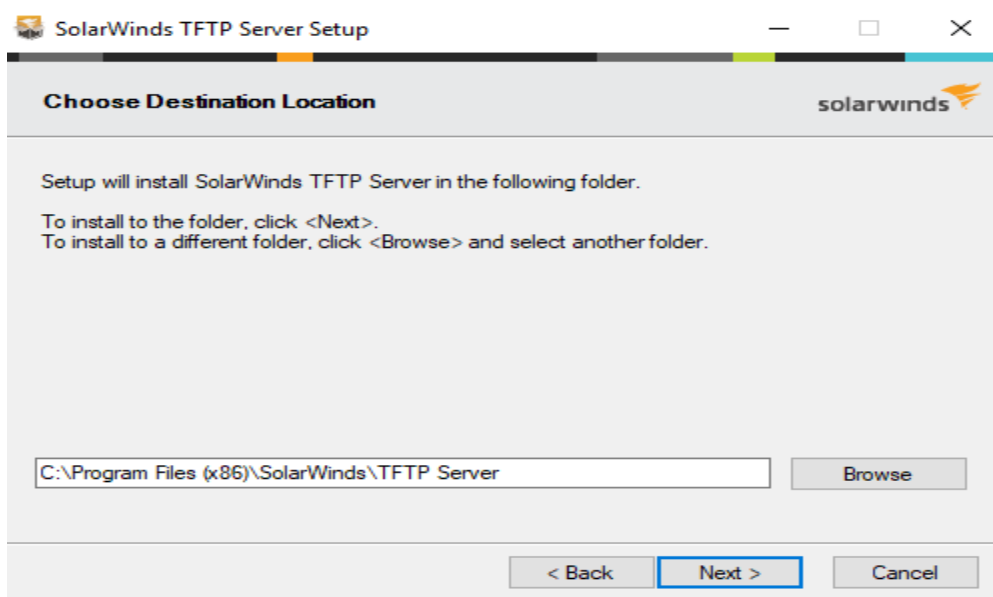 SolarWinds TFTP Server Setup
Choose Destination Location
solarwinds
Setup will install SolarWinds TFTP Server in the following folder.
To install to the folder, click <Next>.
To install to a different folder, click <Browse> and select another folder.
C:\Program Files (x86)\SolarWinds\TFTP Server
Browse
< Back
Next >
Cancel